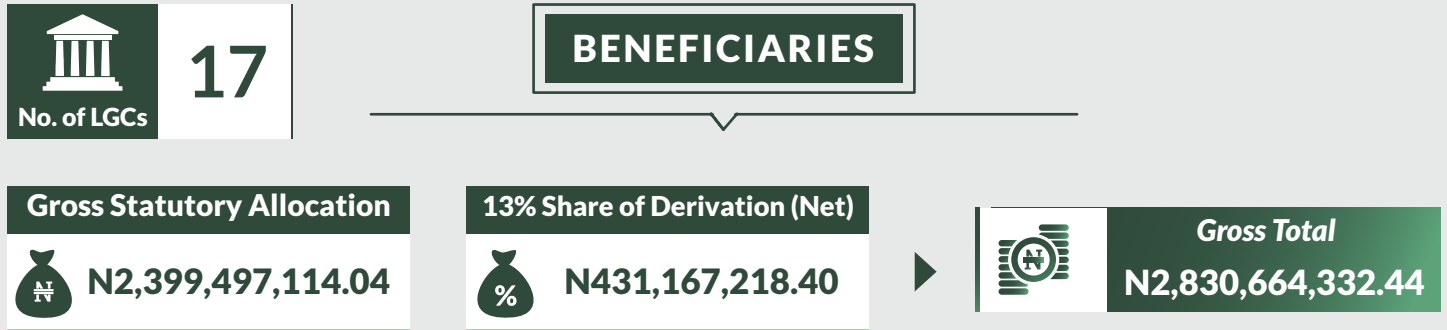 17
No. of LGCs
BENEFICIARIES
Gross Statutory Allocation
N2,399,497,114.04
13% Share of Derivation (Net)
%
N431,167,218.40
Gross Total
N2,830,664,332.44